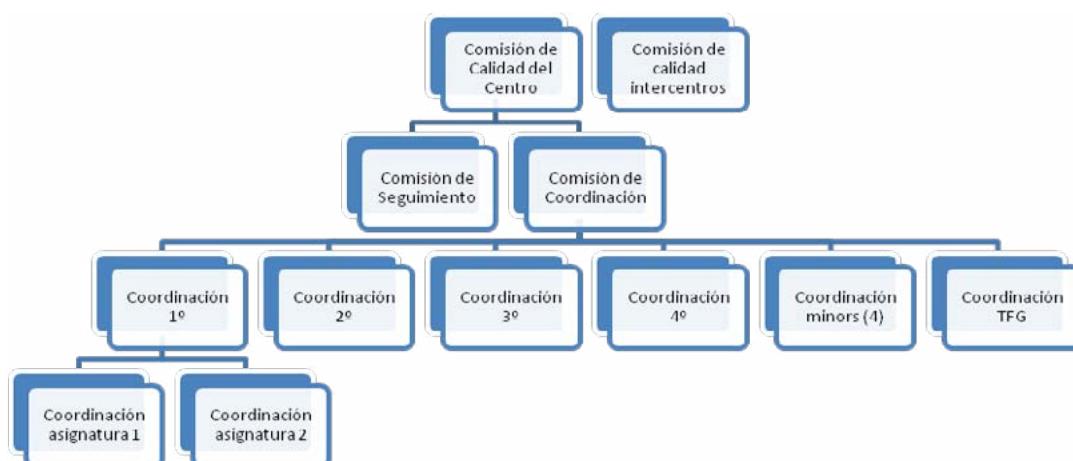 Comisión de
Calidad del
Centro
Comisión de
calidad
intercentros
Comisión de
Seguimiento
Comisión de
Coordinación
Coordinación
1º
Coordinación
2º
Coordinación
3º
Coordinación
4º
Coordinación
minors (4)
Coordinación
TFG
Coordinación
asignatura 1
Coordinación
asignatura 2